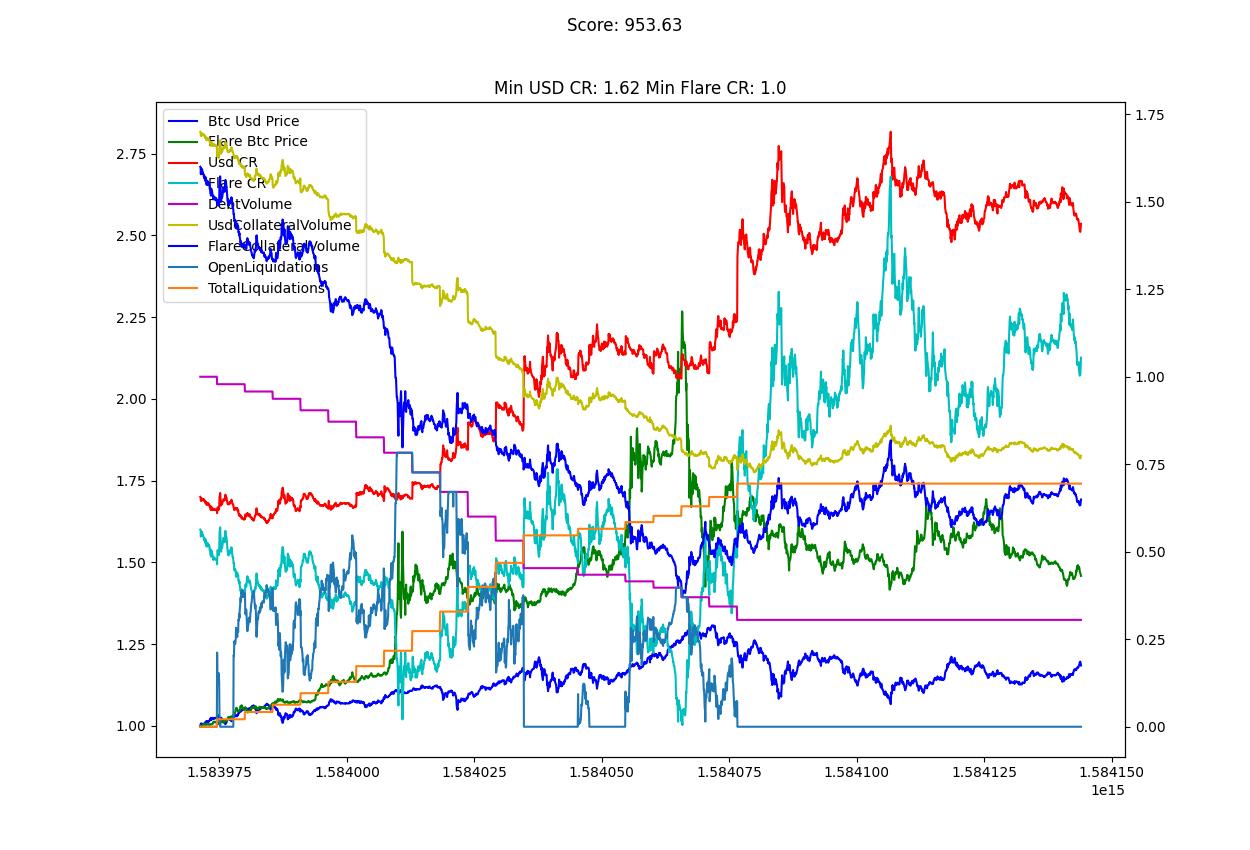 Score: 953.63
Min USD CR: 1.62 Min Flare CR: 1.0
Btc Usd Price
Flare Btc Price
Usd CR
Flare CR
DebtVolume
UsdCollateralVolume
FlareCollateralVolume
OpenLiquidations
TotalLiquidations
2.75
2.50
2.25
2.00
1.75
1.50
1.25
1.00
1.75
1.50
1.25
1.00
0.75
0.50
0.25
0.00
1.583975 1.584000 1.584025 1.584050 1.584075 1.584100 1.584125 1.584150
1e15